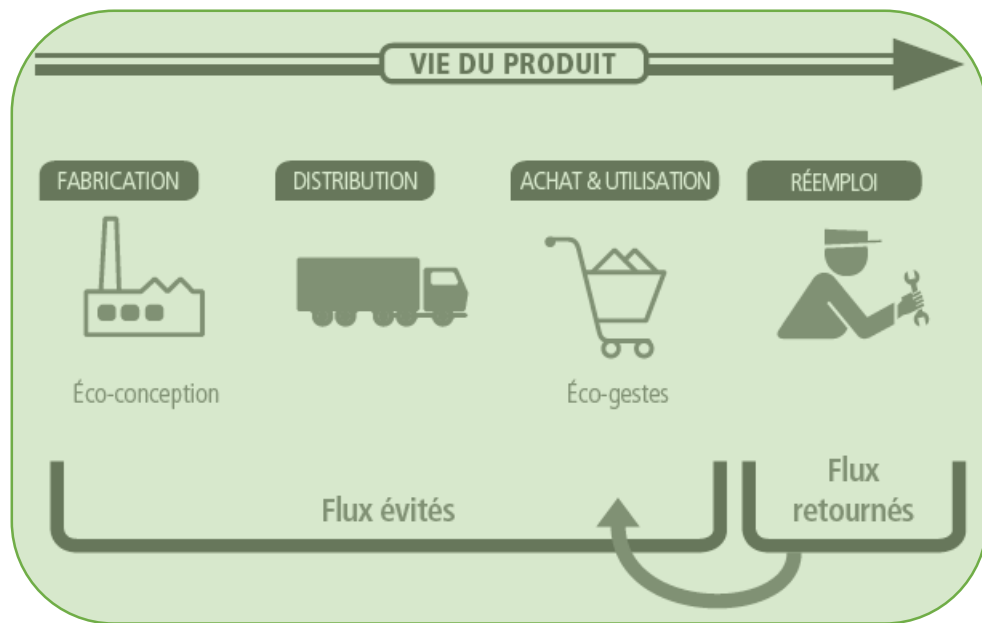 VIE DU PRODUIT
FABRICATION
DISTRIBUTION
ACHAT & UTILISATION
RÉEMPLOI
Éco-conception
Éco-gestes
Flux évités
Flux
retournés